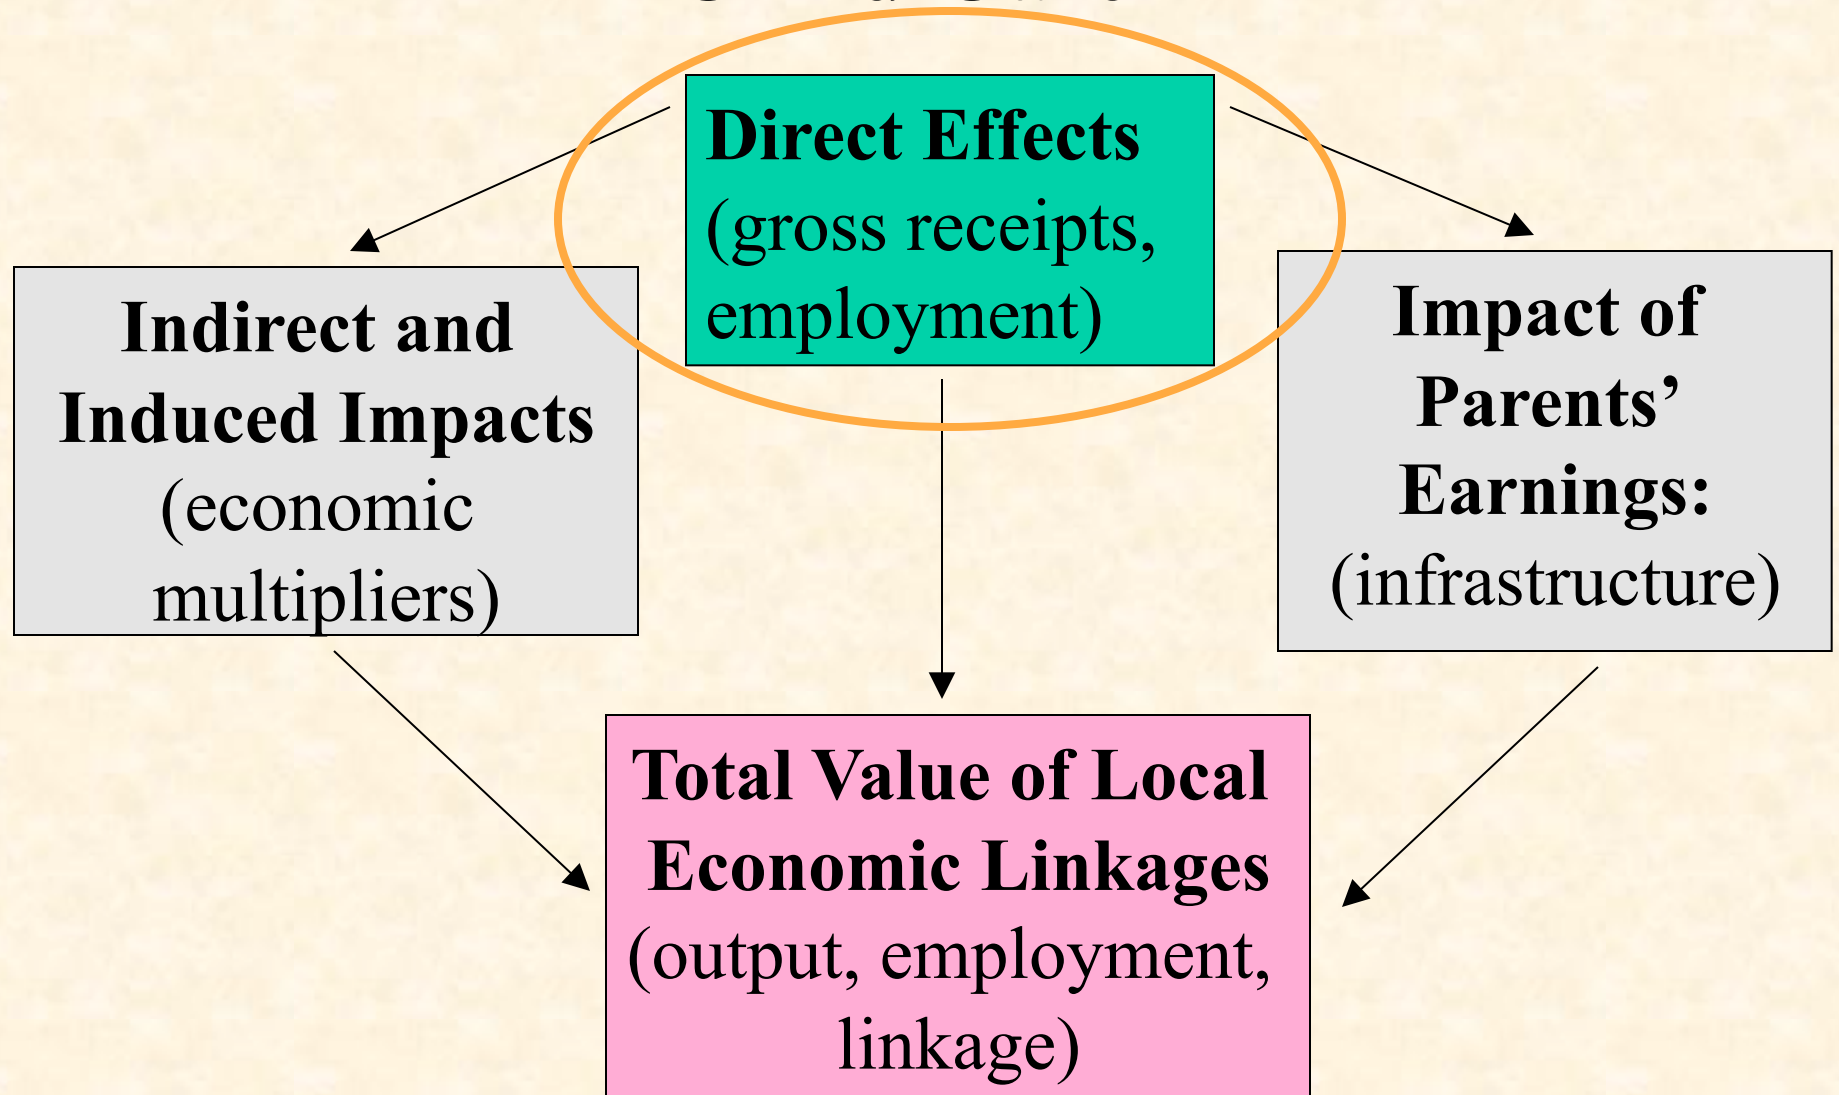 Direct Effects
(gross receipts,
employment)
Indirect and
Induced Impacts
(economic
multipliers)
Impact of
Parents’
Earnings:
(infrastructure)
Total Value of Local
Economic Linkages
(output, employment,
linkage)